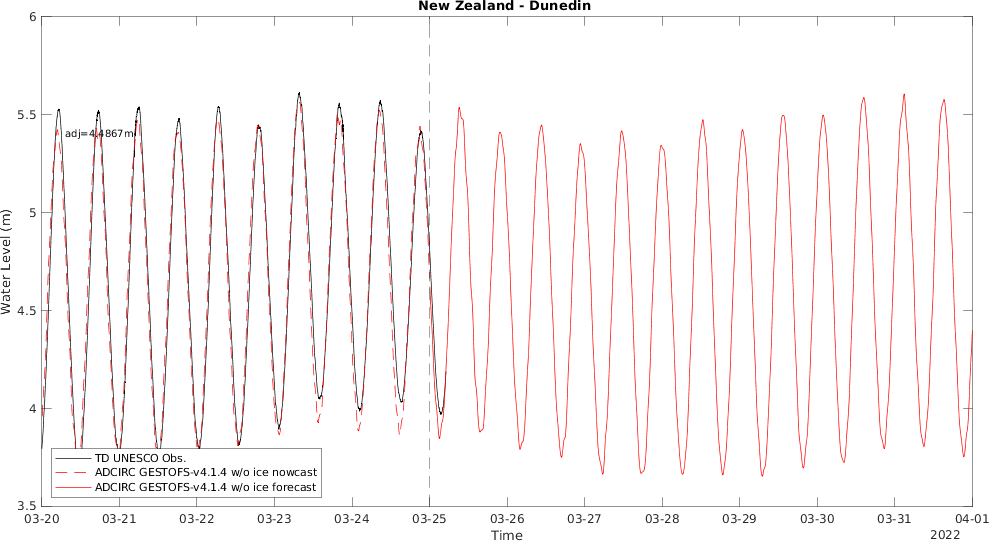 New Zealand - Dunedin
6
5.5
5
4.5
4
3.5
Water Level (m)
adj=4.4867m
TD UNESCO Obs.
ADCIRC GESTOFS-v4.1.4 w/o ice nowcast
ADCIRC GESTOFS-v4.1.4 w/o ice forecast
03-20 03-21 03-22 03-23 03-24 03-25 03-26 03-27 03-28 03-29 03-30 03-31 04-01
Time
2022